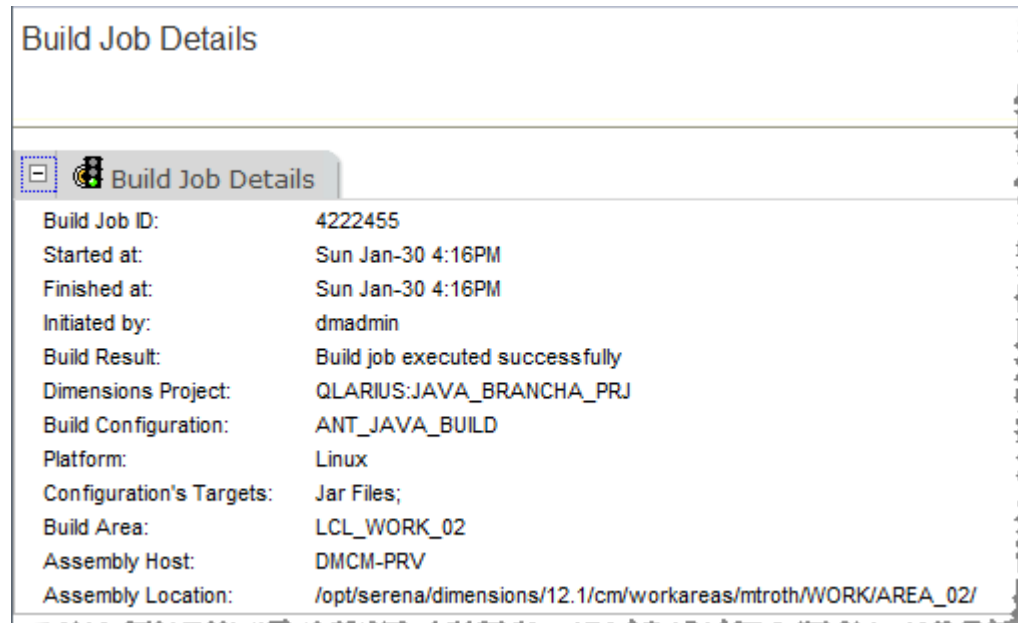 Build Job Details
Build Job Details
Build Job ID: 4222455
Started at: Sun Jan-30 4:16PM
Finished at: Sun Jan-30 4:16PM
Initiated by: dmadmin
Build Result: Build job executed successfully
Dimensions Project: QLARIUS:JAVA_BRANCHA_PRJ
Build Configuration: ANT_JAVA_BUILD
Platform: Linux
Configuration's Targets: Jar Files;
Build Area: LCL_WORK_02
Assembly Host: DMCM-PRV
Assembly Location: /opt/serena/dimensions/12.1/cm/workareas/mtroth/WORK/AREA_02/